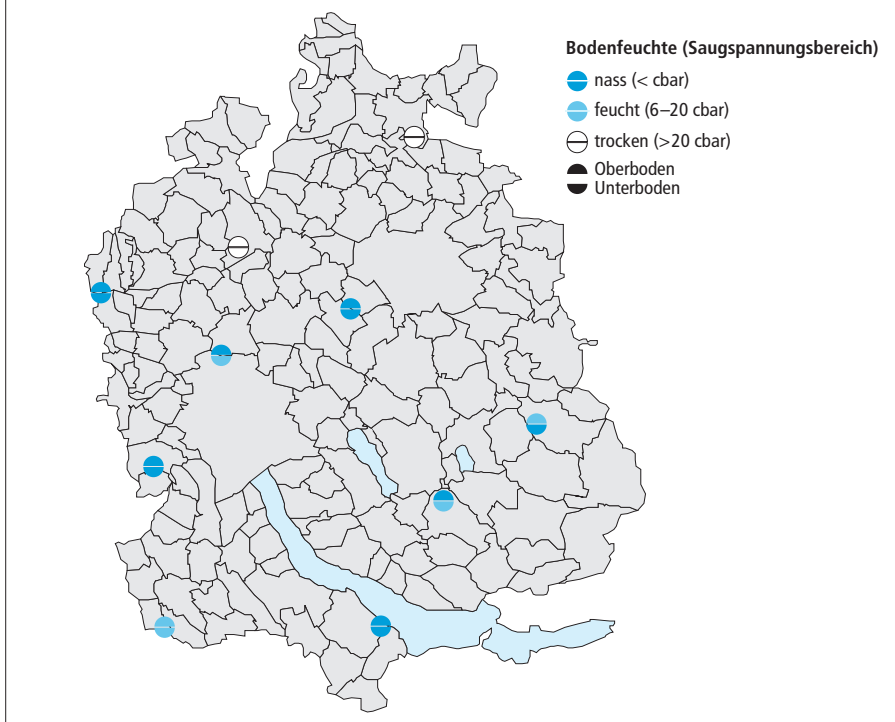 Bodenfeuchte (Saugspannungsbereich)
nass (< cbar)
feucht (6–20 cbar)
trocken (>20 cbar)
Oberboden
Unterboden